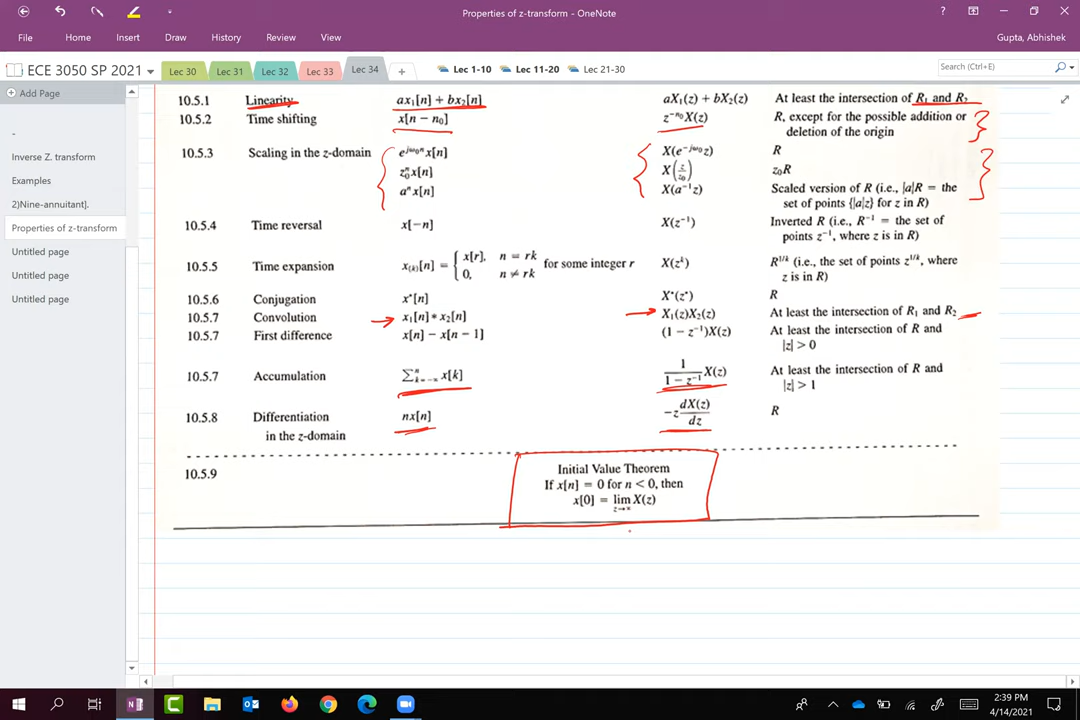 Properties of z-transform - OneNote
?
Gupta, Abhishek
File Home Insert Draw History Review View
ECE 3050 SP 2021 Lec 30 Lec 31 Lec 32 Lec 33 Lec 34 + Lec 1-10 Lec 11-20 Lec 21-30 Search (Ctrl+E)
Add Page
-
Inverse Z. transform
Examples
2)Nine-annuitant].
Properties of z-transform
Untitled page
Untitled page
Untitled page
10.5.1 Linearity ax₁[n] + bx₂[n] aX₁(z) + bX₂(z) At least the intersection of R₁ and R₂
10.5.2 Time shifting x[n − n₀] z^{−n₀}X(z) R, except for the possible addition or
deletion of the origin
10.5.3 Scaling in the z-domain e^{jω₀n}x[n] X(e^{−jω₀}z) R
z₀ⁿx[n] X(z/z₀) z₀R
aⁿx[n] X(a⁻¹z) Scaled version of R (i.e., |a|R = the
set of points {|a|z} for z in R)
10.5.4 Time reversal x[−n] X(z⁻¹) Inverted R (i.e., R⁻¹ = the set of
points z⁻¹, where z is in R)
10.5.5 Time expansion x₍ₖ₎[n] = { x[r], n = rk
0, n ≠ rk for some integer r X(zᵏ) R^{1/k} (i.e., the set of points z^{1/k}, where
z is in R)
10.5.6 Conjugation x*[n] X*(z*) R
10.5.7 Convolution x₁[n] * x₂[n] X₁(z)X₂(z) At least the intersection of R₁ and R₂
10.5.7 First difference x[n] − x[n − 1] (1 − z⁻¹)X(z) At least the intersection of R and
|z| > 0
10.5.7 Accumulation ∑ⁿₖ₌₋∞ x[k] 1/(1 − z⁻¹) X(z) At least the intersection of R and
|z| > 1
10.5.8 Differentiation nx[n] −z dX(z)/dz R
in the z-domain
10.5.9 Initial Value Theorem
If x[n] = 0 for n < 0, then
x[0] = lim X(z)
z→∞
2:39 PM
4/14/2021